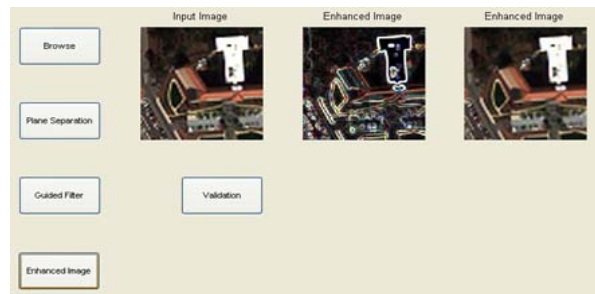 Input Image
Enhanced Image
Enhanced Image
Browse
Plane Separation
Guided Filter
Validation
Enhanced Image